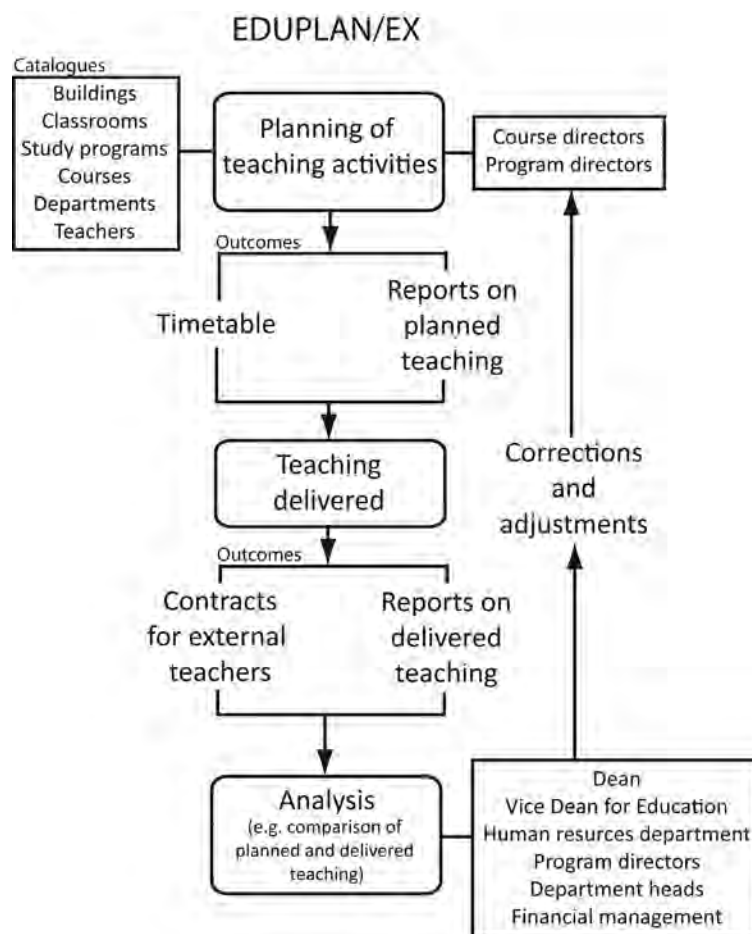 EDUPLAN/EX
Catalogues
Buildings
Classrooms
Study programs
Courses
Departments
Teachers
Planning of
teaching activities
Course directors
Program directors
Outcomes
Timetable
Reports on
planned
teaching
Teaching
delivered
Corrections
and
adjustments
Outcomes
Contracts
for external
teachers
Reports on
delivered
teaching
Analysis
(e.g. comparison of
planned and delivered
teaching)
Dean
Vice Dean for Education
Human resurces department
Program directors
Department heads
Financial management